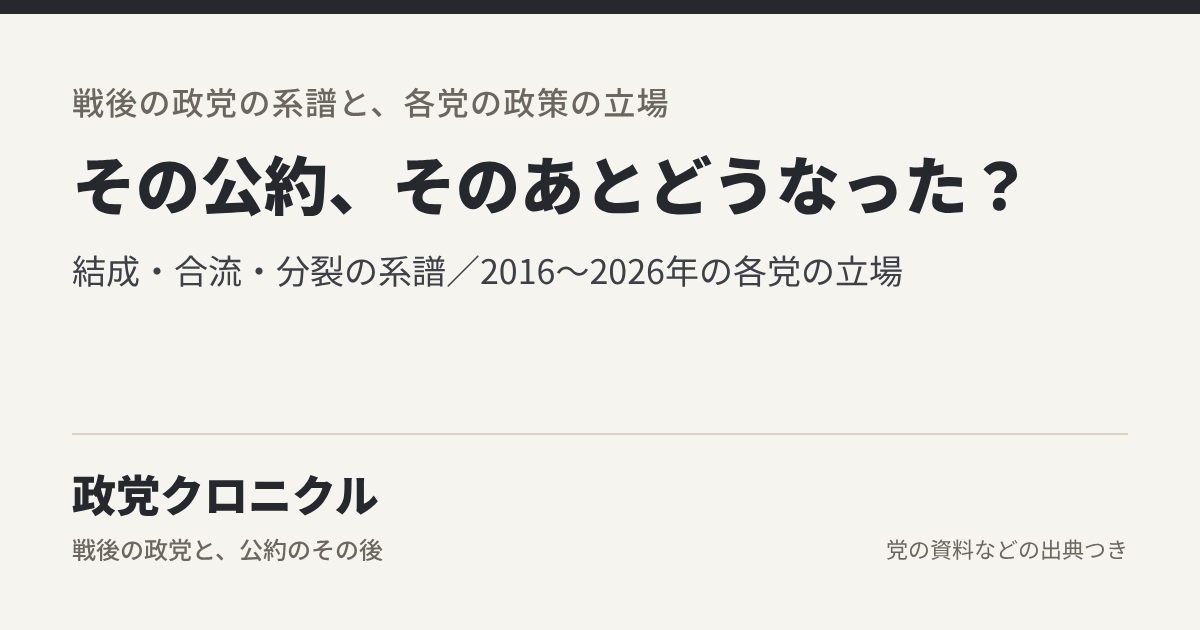 戦後の政党の系譜と、各党の政策の立場
その公約、そのあとどうなった？
結成・合流・分裂の系譜／2016〜2026年の各党の立場
政党クロニクル
戦後の政党と、公約のその後
党の資料などの出典つき